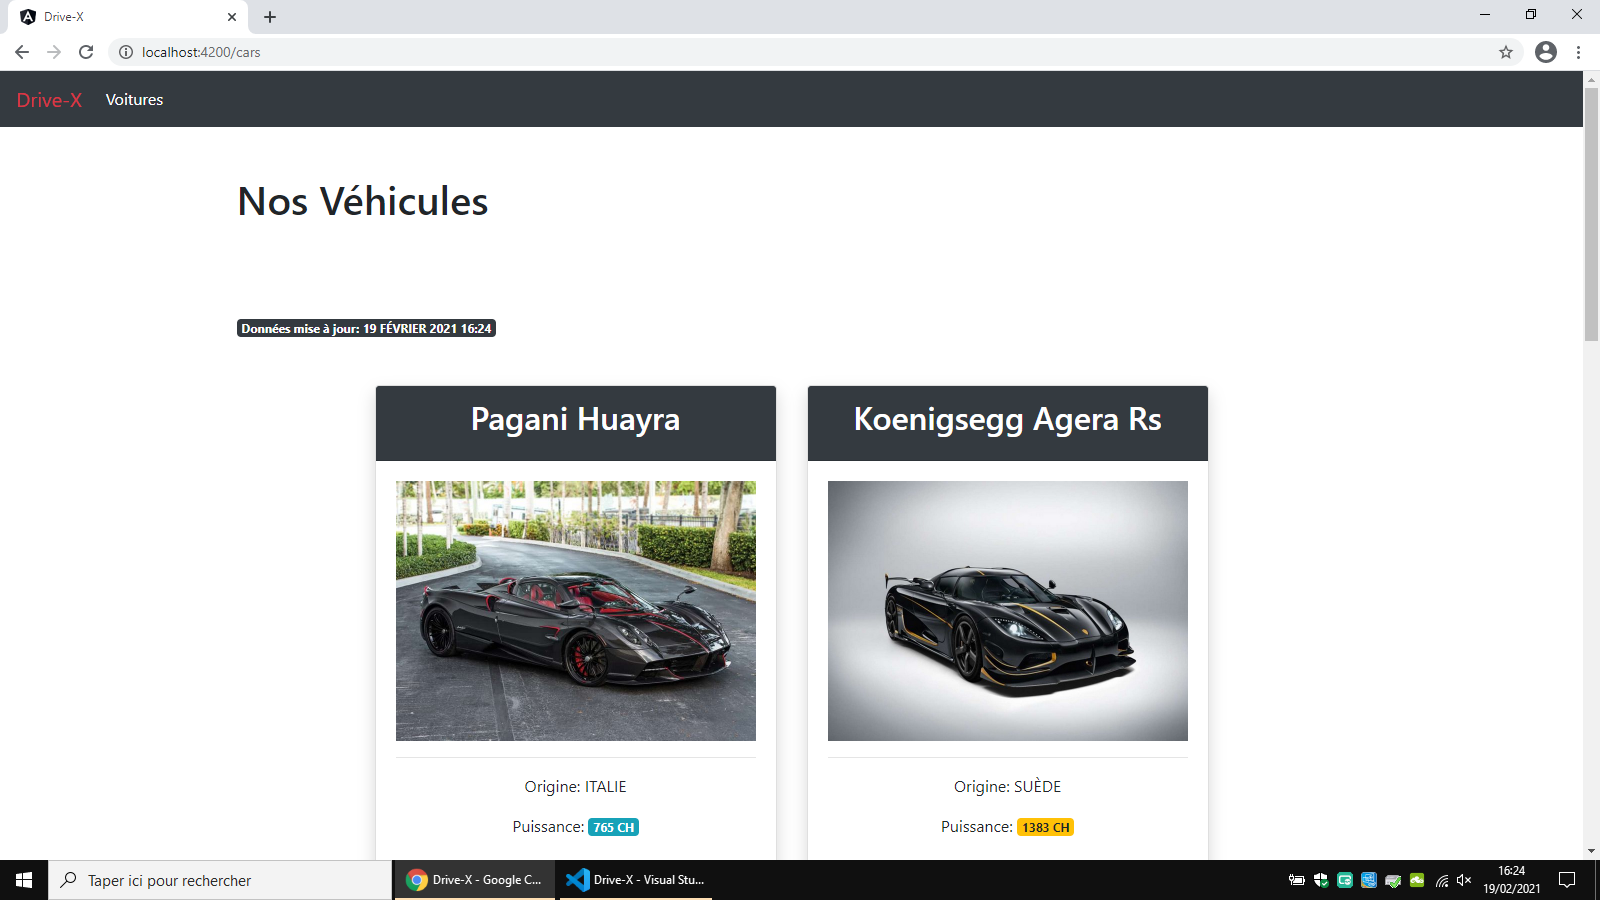 Drive-X
localhost:4200/cars
Drive-X Voitures
Nos Véhicules
Données mise à jour: 19 FÉVRIER 2021 16:24
Pagani Huayra
Origine: ITALIE
Puissance: 765 CH
Koenigsegg Agera Rs
Origine: SUÈDE
Puissance: 1383 CH
Taper ici pour rechercher
Drive-X - Google C...
Drive-X - Visual Stu...
16:24
19/02/2021